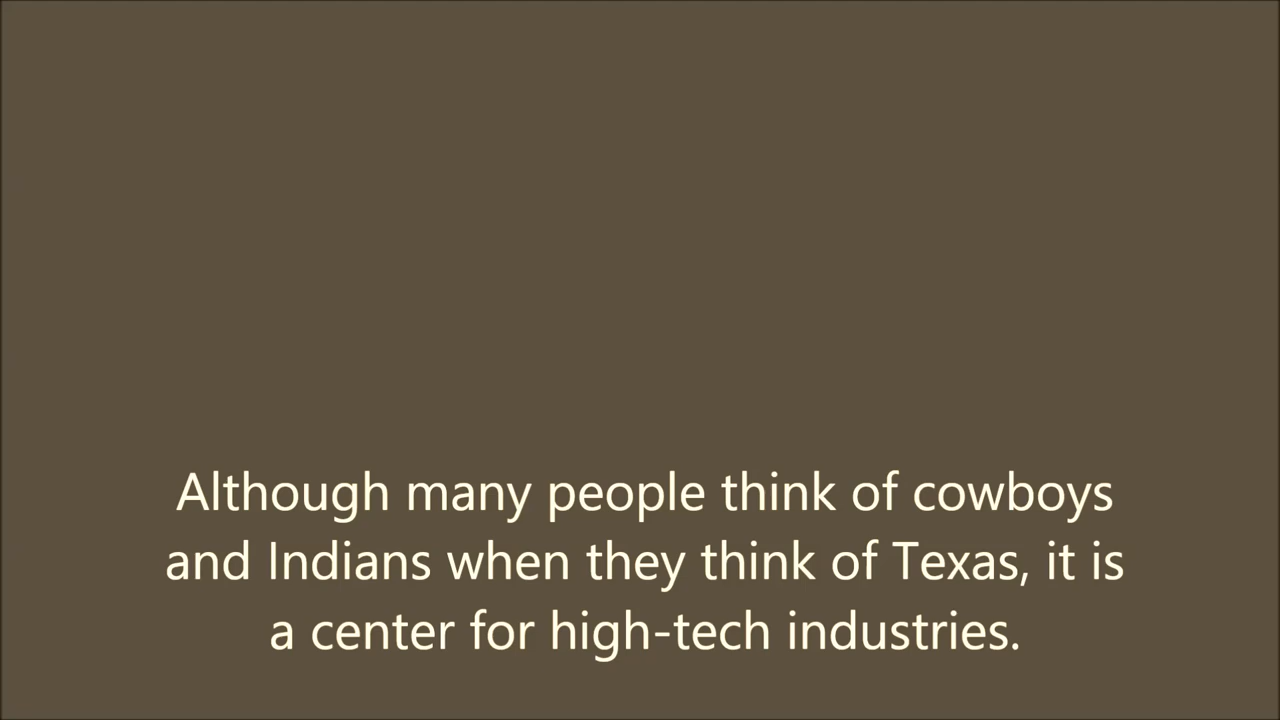 Although many people think of cowboys
and Indians when they think of Texas, it is
a center for high-tech industries.